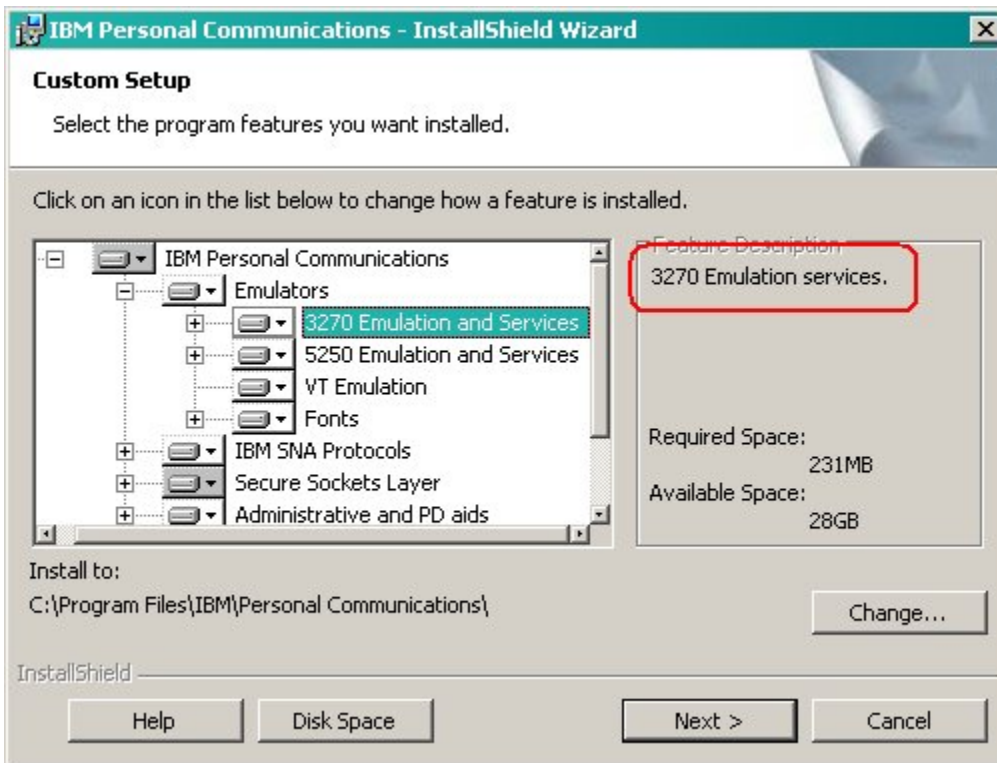 IBM Personal Communications - InstallShield Wizard
Custom Setup
Select the program features you want installed.
Click on an icon in the list below to change how a feature is installed.
IBM Personal Communications
Emulators
3270 Emulation and Services
5250 Emulation and Services
VT Emulation
Fonts
IBM SNA Protocols
Secure Sockets Layer
Administrative and PD aids
Feature Description
3270 Emulation services.
Required Space:
231MB
Available Space:
28GB
Install to:
C:\Program Files\IBM\Personal Communications\
Change...
InstallShield
Help
Disk Space
Next >
Cancel